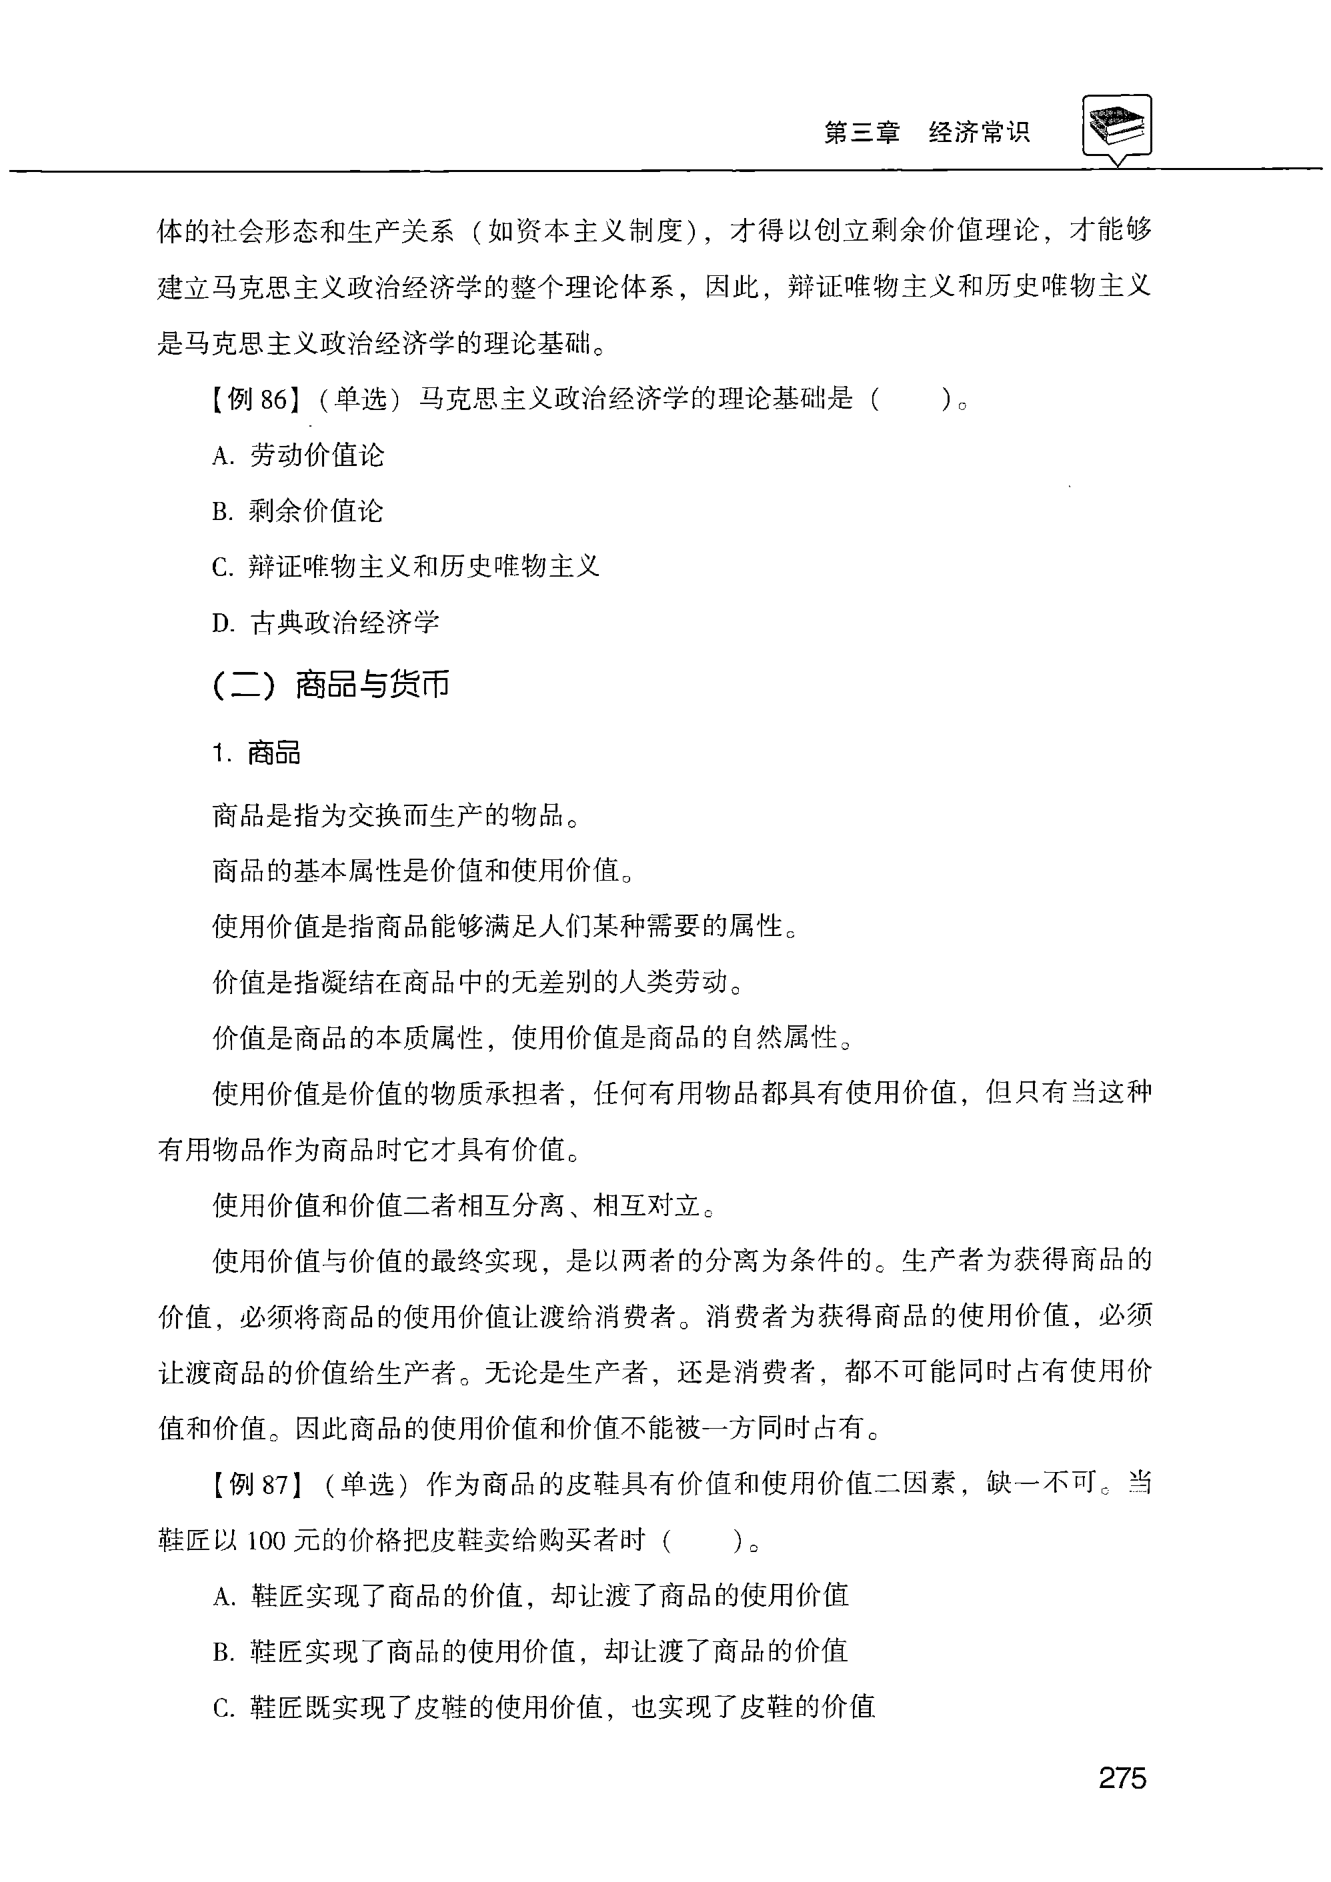 第三章 经济常识
体的社会形态和生产关系（如资本主义制度），才得以创立剩余价值理论，才能够
建立马克思主义政治经济学的整个理论体系，因此，辩证唯物主义和历史唯物主义
是马克思主义政治经济学的理论基础。
【例 86】（单选）马克思主义政治经济学的理论基础是（　　）。
A. 劳动价值论
B. 剩余价值论
C. 辩证唯物主义和历史唯物主义
D. 古典政治经济学
（二）商品与货币
1. 商品
商品是指为交换而生产的物品。
商品的基本属性是价值和使用价值。
使用价值是指商品能够满足人们某种需要的属性。
价值是指凝结在商品中的无差别的人类劳动。
价值是商品的本质属性，使用价值是商品的自然属性。
使用价值是价值的物质承担者，任何有用物品都具有使用价值，但只有当这种
有用物品作为商品时它才具有价值。
使用价值和价值二者相互分离、相互对立。
使用价值与价值的最终实现，是以两者的分离为条件的。生产者为获得商品的
价值，必须将商品的使用价值让渡给消费者。消费者为获得商品的使用价值，必须
让渡商品的价值给生产者。无论是生产者，还是消费者，都不可能同时占有使用价
值和价值。因此商品的使用价值和价值不能被一方同时占有。
【例 87】（单选）作为商品的皮鞋具有价值和使用价值二因素，缺一不可。当
鞋匠以 100 元的价格把皮鞋卖给购买者时（　　）。
A. 鞋匠实现了商品的价值，却让渡了商品的使用价值
B. 鞋匠实现了商品的使用价值，却让渡了商品的价值
C. 鞋匠既实现了皮鞋的使用价值，也实现了皮鞋的价值
275